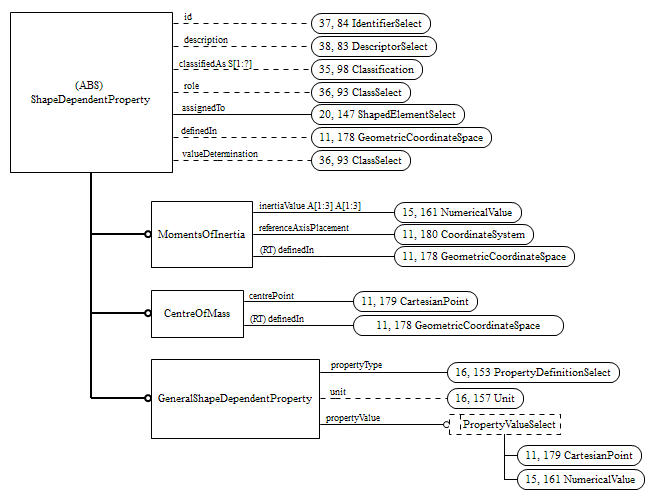 (ABS)
ShapeDependentProperty
id
37, 84 IdentifierSelect
description
38, 83 DescriptorSelect
classifiedAs S[1:?]
35, 98 Classification
role
36, 93 ClassSelect
assignedTo
20, 147 ShapedElementSelect
definedIn
11, 178 GeometricCoordinateSpace
valueDetermination
36, 93 ClassSelect
MomentsOfInertia
inertiaValue A[1:3] A[1:3]
15, 161 NumericalValue
referenceAxisPlacement
11, 180 CoordinateSystem
(RT) definedIn
11, 178 GeometricCoordinateSpace
CentreOfMass
centrePoint
11, 179 CartesianPoint
(RT) definedIn
11, 178 GeometricCoordinateSpace
GeneralShapeDependentProperty
propertyType
16, 153 PropertyDefinitionSelect
unit
16, 157 Unit
propertyValue
PropertyValueSelect
11, 179 CartesianPoint
15, 161 NumericalValue